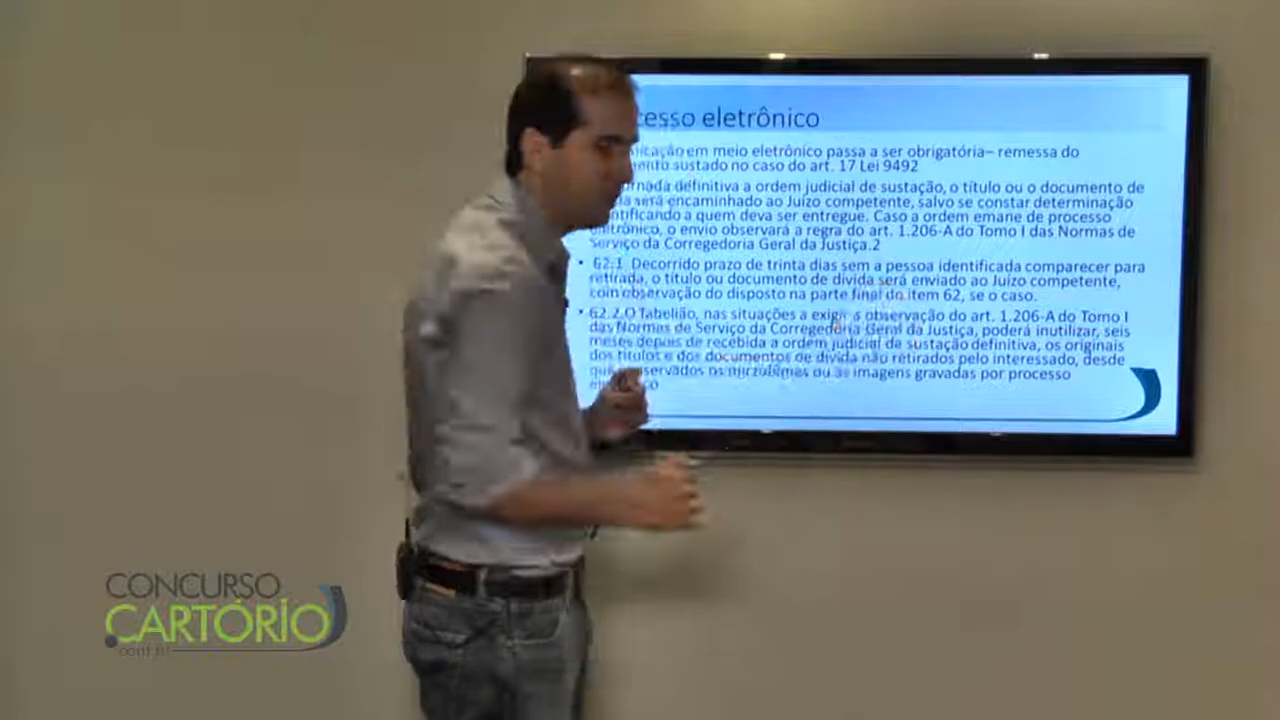 cesso eletrônico
em meio eletrônico passa a ser obrigatória– remessa do
sustado no caso do art. 17 Lei 9492
definitiva a ordem judicial de sustação, o título ou o documento de
será encaminhado ao Juízo competente, salvo se constar determinação
ntificando a quem deva ser entregue. Caso a ordem emane de processo
eletrônico, o envio observará a regra do art. 1.206-A do Tomo I das Normas de
Serviço da Corregedoria Geral da Justiça.2
• 62.1. Decorrido prazo de trinta dias sem a pessoa identificada comparecer para
retirada, o título ou documento de dívida será enviado ao Juízo competente,
com observação do disposto na parte final do item 62, se o caso.
• 62.2.O Tabelião, nas situações a exigir a observação do art. 1.206-A do Tomo I
das Normas de Serviço da Corregedoria Geral da Justiça, poderá inutilizar, seis
meses depois de recebida a ordem judicial de sustação definitiva, os originais
dos títulos e dos documentos de dívida não retirados pelo interessado, desde
que observados os microfilmes ou as imagens gravadas por processo
CONCURSO
CARTÓRIO
.com.br